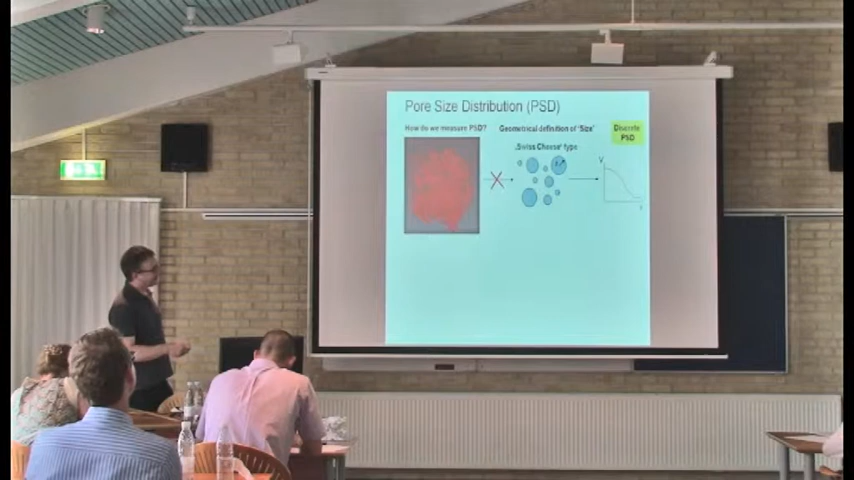 Pore Size Distribution (PSD)
How do we measure PSD?
Geometrical definition of 'Size'
Discrete
PSD
'Swiss Cheese' type
V
r